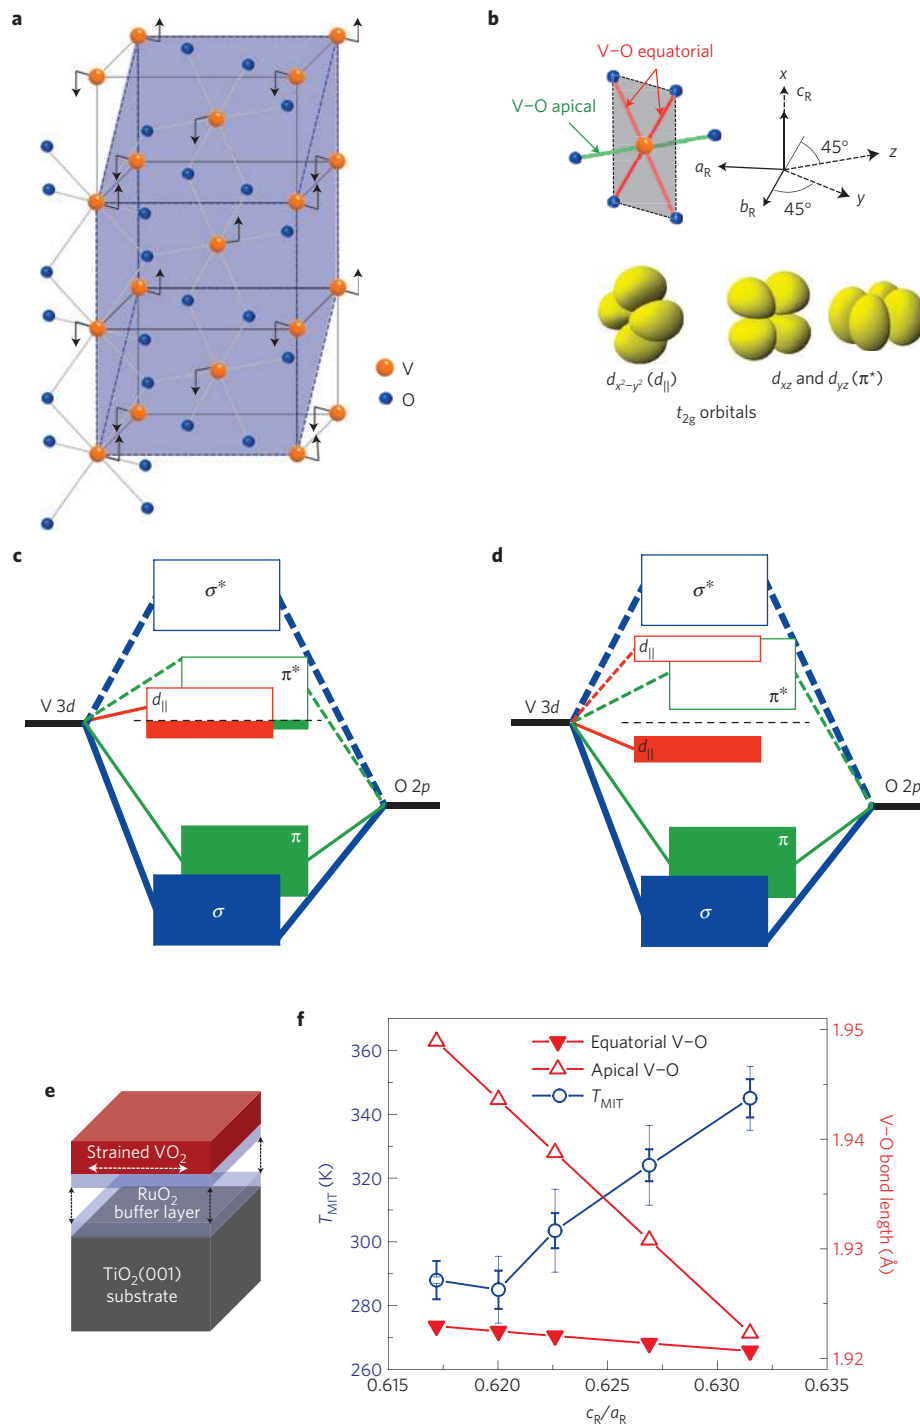 a
V
O
b
V–O equatorial
V–O apical
x
c_R
45°
z
a_R
b_R
45°
y
d_{x²–y²} (d_||)
d_{xz} and d_{yz} (π*)
t_{2g} orbitals
c
σ*
π*
d_||
V 3d
O 2p
π
σ
d
σ*
d_||
π*
V 3d
d_||
O 2p
π
σ
e
Strained VO₂
RuO₂
buffer layer
TiO₂(001)
substrate
f
Equatorial V–O
Apical V–O
T_MIT
T_MIT (K)
360
340
320
300
280
260
V–O bond length (Å)
1.95
1.94
1.93
1.92
0.615
0.620
0.625
0.630
0.635
c_R/a_R